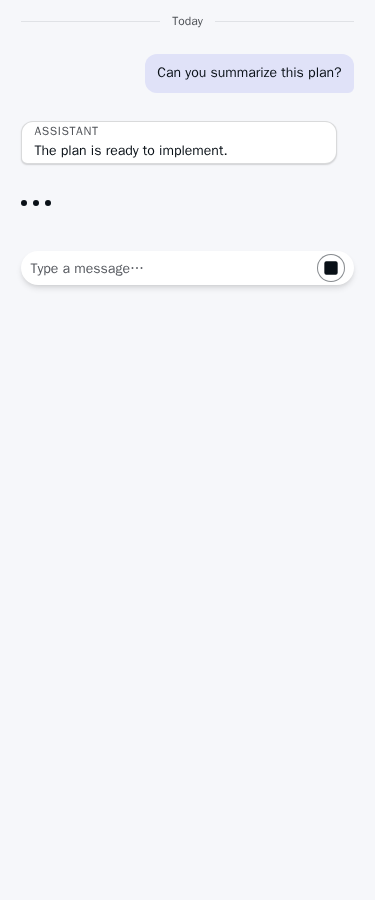 Today
Can you summarize this plan?
ASSISTANT
The plan is ready to implement.
Type a message⋯